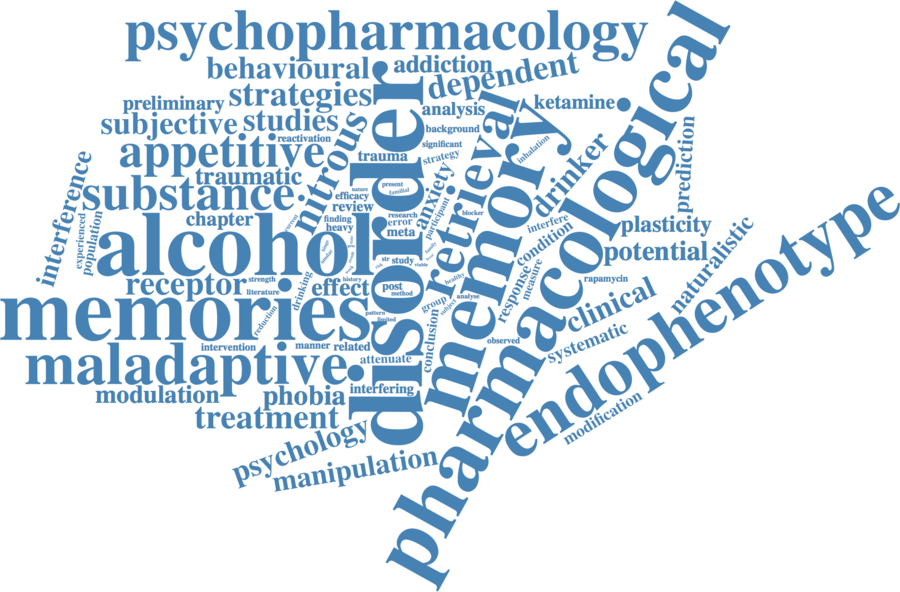 psychopharmacology
behavioural
addiction
dependent
strategies
preliminary
analysis
ketamine
subjective
studies
background
reactivation
appetitive
nitrous
trauma
significant
strategy
inhalation
traumatic
substance
disorder
retrieval
memory
pharmacological
drinker
prediction
interference
experienced
population
chapter
present
familial
nature
efficacy
review
finding
heavy
research
error
meta
anxiety
participant
blocker
interfere
condition
plasticity
potential
naturalistic
alcohol
receptor
strength
history
literature
drinking
effect
str
study
viable
post
method
healthy
group
analyse
subject
response
measure
rapamycin
clinical
endophenotype
memories
reduction
pattern
limited
intervention
manner
related
attenuate
conclusion
observed
systematic
maladaptive
modulation
phobia
interfering
treatment
modification
psychology
manipulation